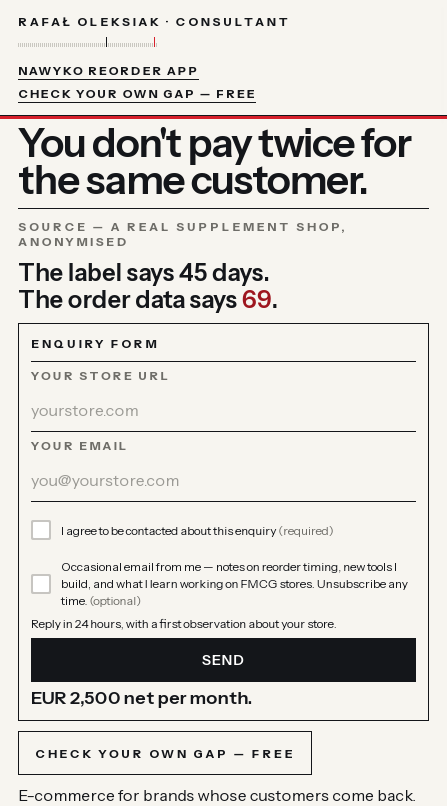 RAFAŁ OLEKSIAK · CONSULTANT
NAWYKO REORDER APP
CHECK YOUR OWN GAP — FREE
You don't pay twice for
the same customer.
SOURCE — A REAL SUPPLEMENT SHOP,
ANONYMISED
The label says 45 days.
The order data says 69.
ENQUIRY FORM
YOUR STORE URL
yourstore.com
YOUR EMAIL
you@yourstore.com
I agree to be contacted about this enquiry (required)
Occasional email from me — notes on reorder timing, new tools I
build, and what I learn working on FMCG stores. Unsubscribe any
time. (optional)
Reply in 24 hours, with a first observation about your store.
SEND
EUR 2,500 net per month.
CHECK YOUR OWN GAP — FREE
E-commerce for brands whose customers come back.